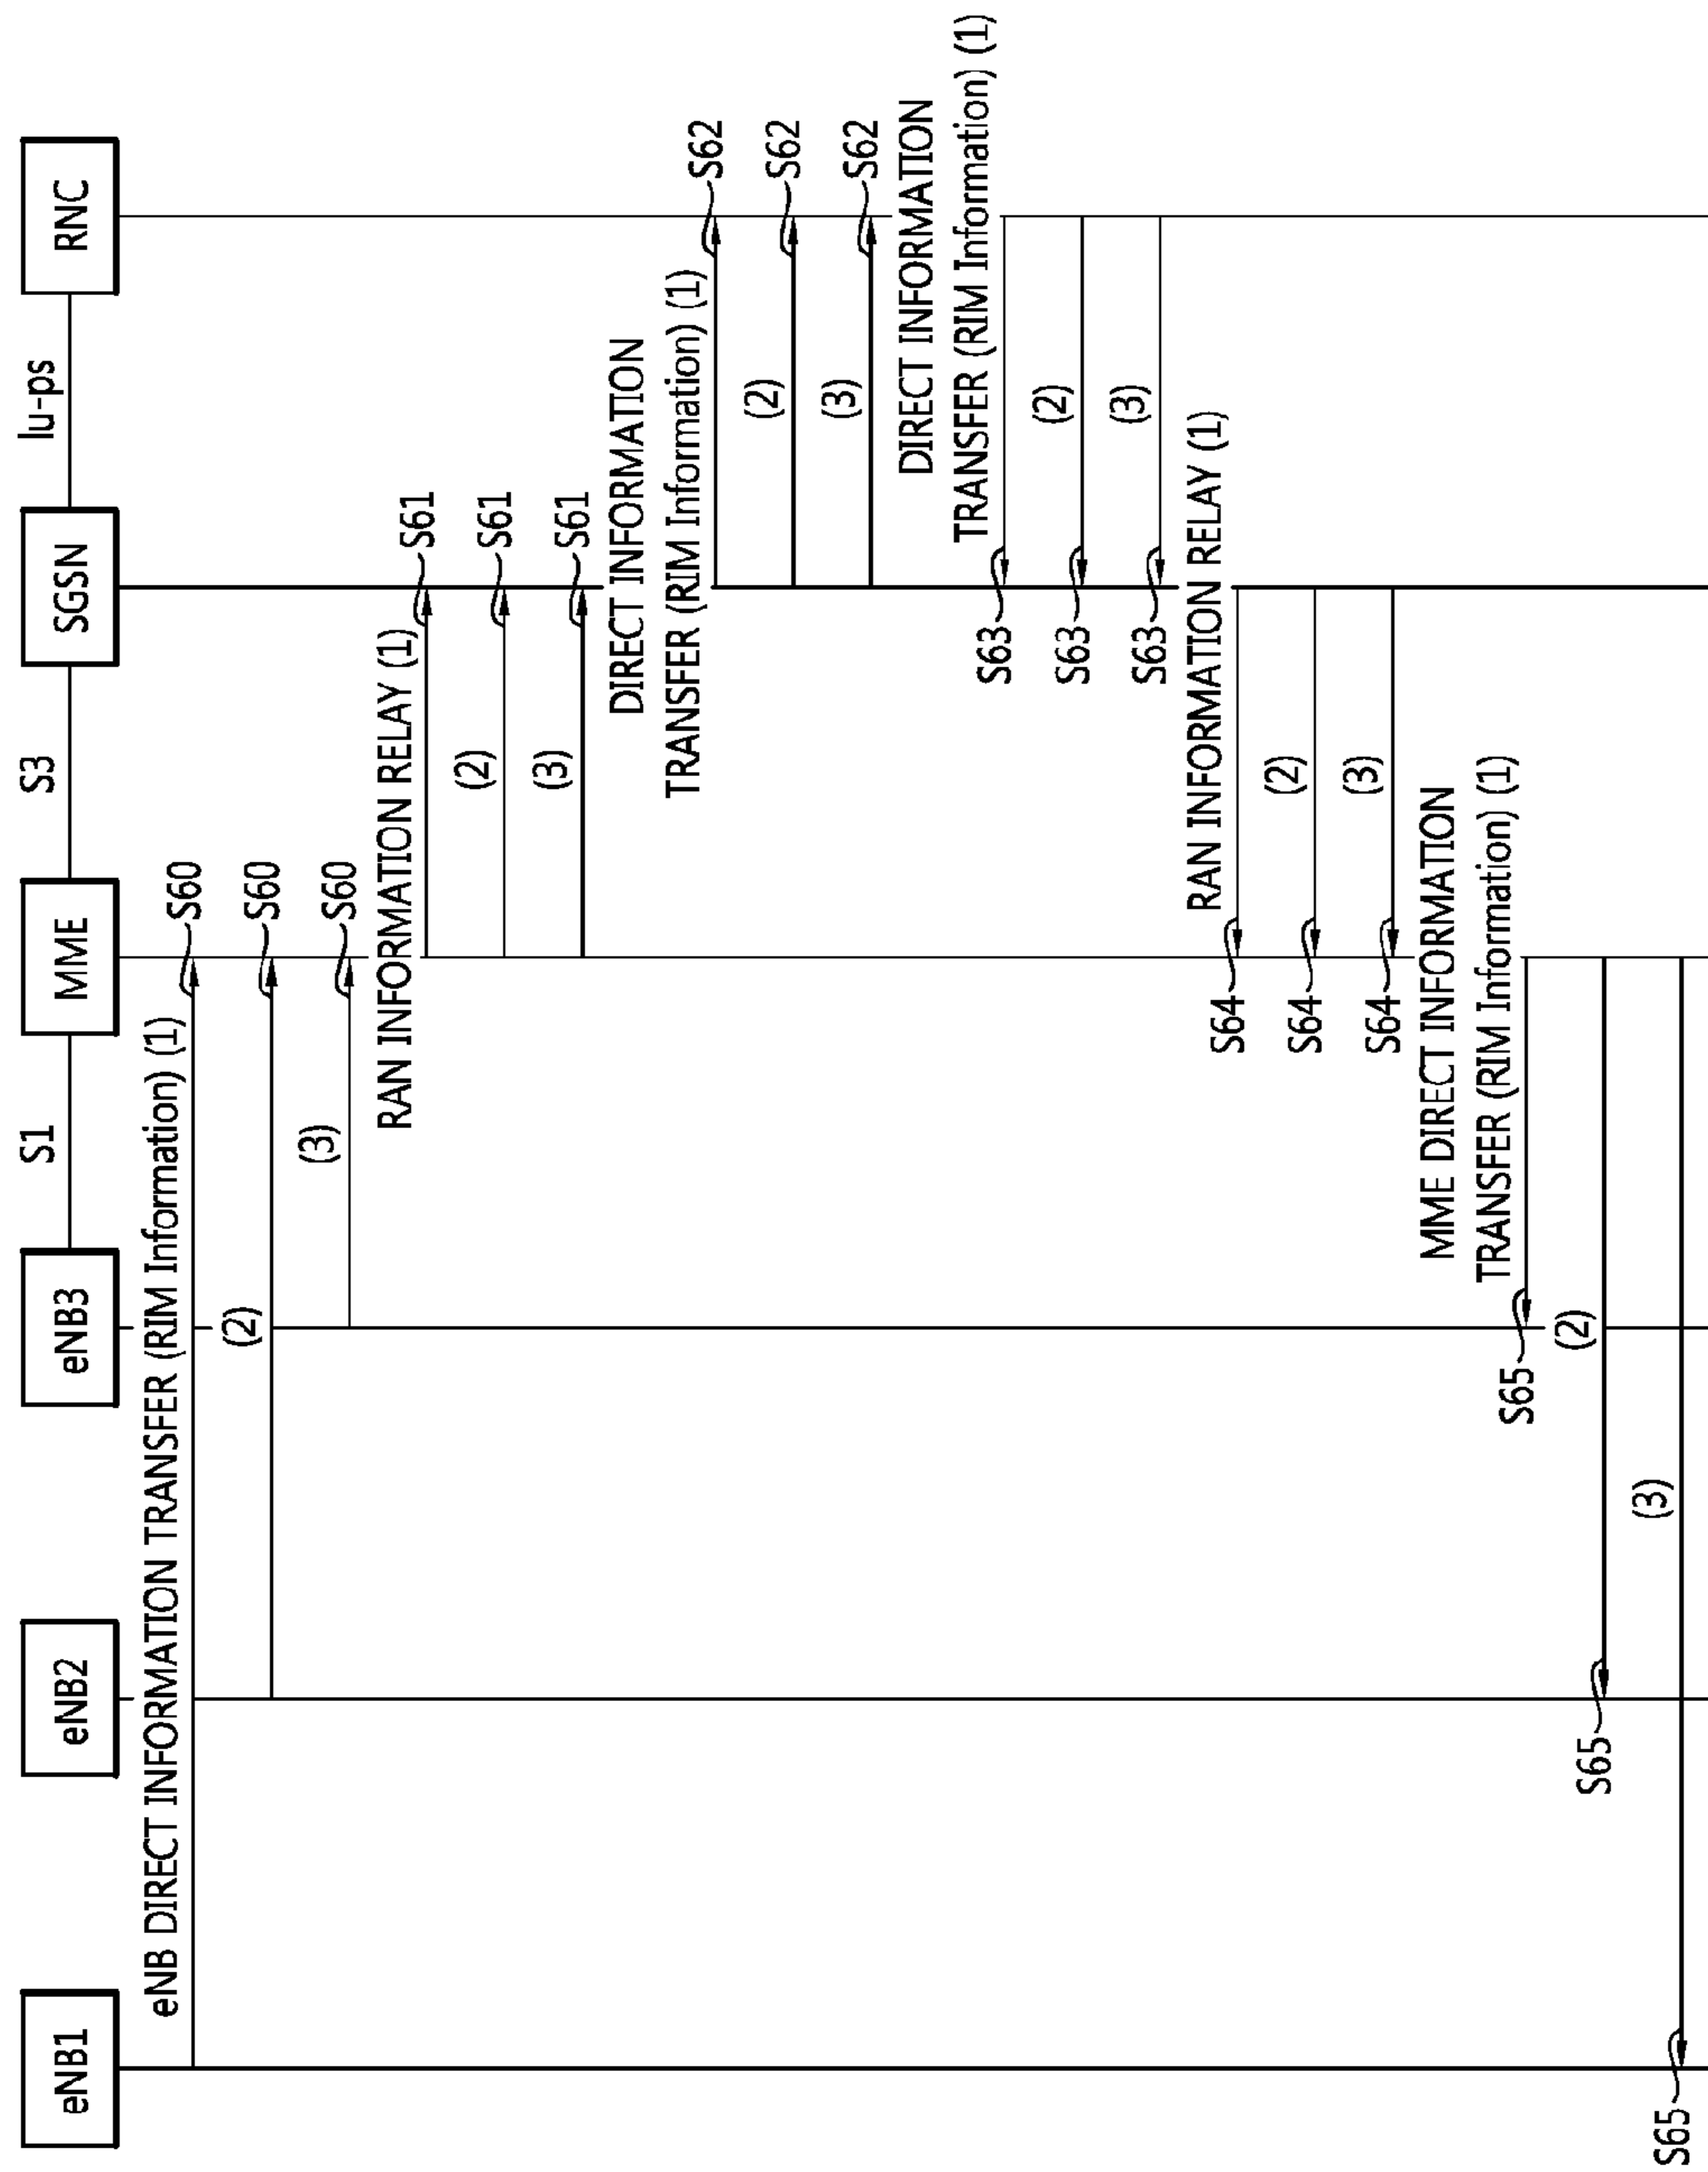 eNB1
eNB2
eNB3
S1
MME
S3
SGSN
Iu-ps
RNC
eNB DIRECT INFORMATION TRANSFER (RIM Information) (1)
S60
(2)
S60
(3)
S60
RAN INFORMATION RELAY (1)
S61
(2)
S61
(3)
S61
DIRECT INFORMATION
TRANSFER (RIM Information) (1)
S62
(2)
S62
(3)
S62
DIRECT INFORMATION
TRANSFER (RIM Information) (1)
S63
(2)
S63
(3)
S63
RAN INFORMATION RELAY (1)
S64
(2)
S64
(3)
S64
MME DIRECT INFORMATION
TRANSFER (RIM Information) (1)
S65
(2)
S65
(3)
S65